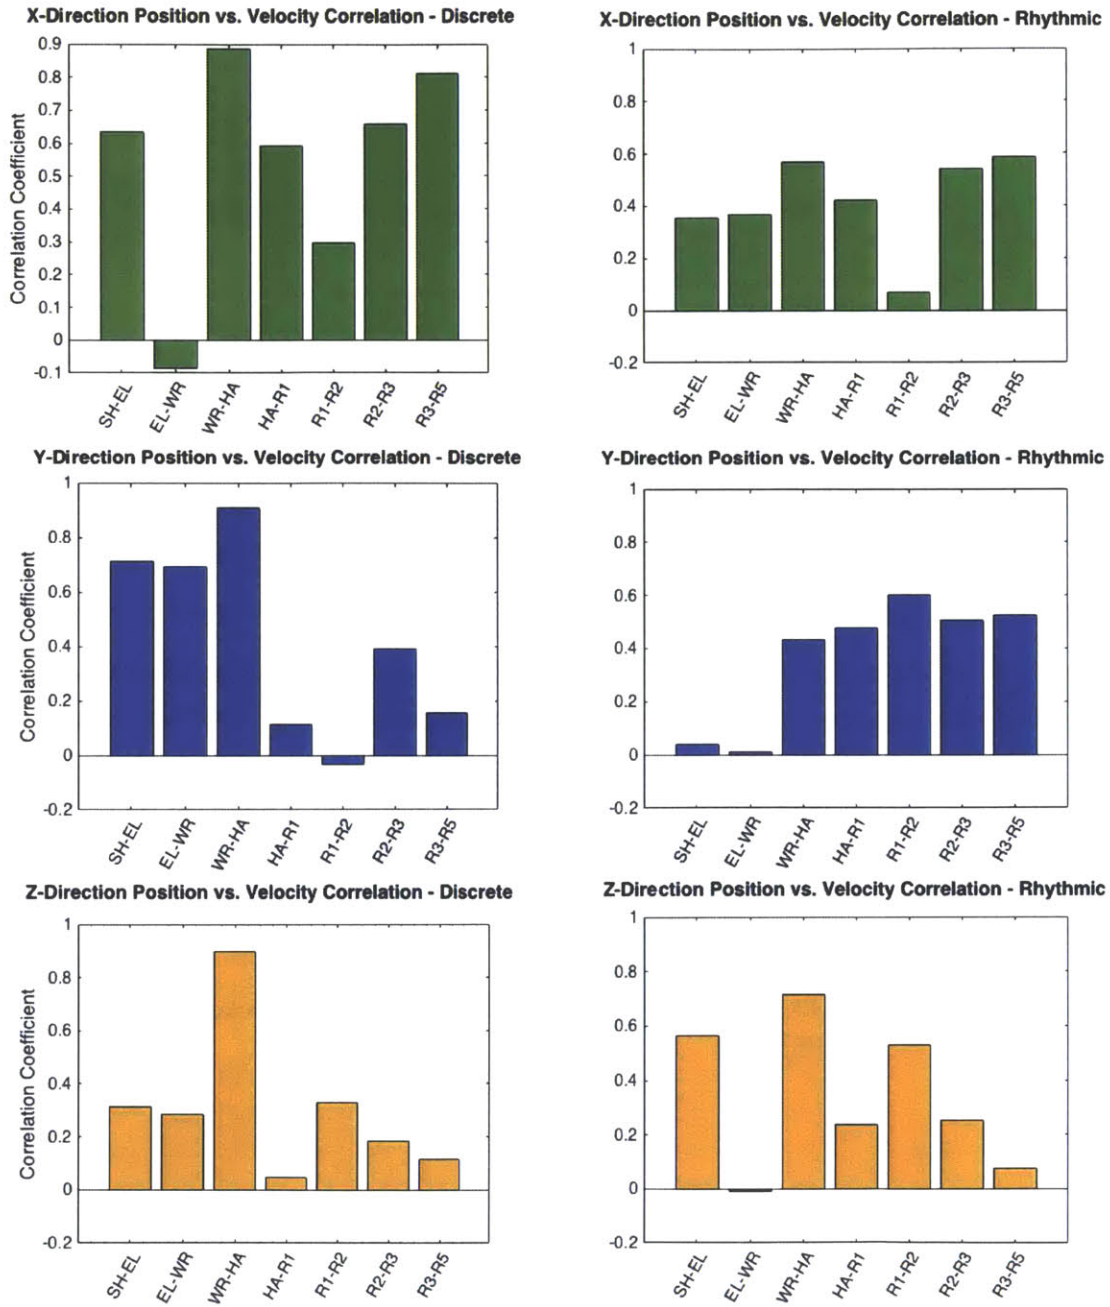 X-Direction Position vs. Velocity Correlation - Discrete
Correlation Coefficient
0.9
0.8
0.7
0.6
0.5
0.4
0.3
0.2
0.1
0
-0.1
SH-EL
EL-WR
WR-HA
HA-R1
R1-R2
R2-R3
R3-R5
X-Direction Position vs. Velocity Correlation - Rhythmic
1
0.8
0.6
0.4
0.2
0
-0.2
SH-EL
EL-WR
WR-HA
HA-R1
R1-R2
R2-R3
R3-R5
Y-Direction Position vs. Velocity Correlation - Discrete
Correlation Coefficient
1
0.8
0.6
0.4
0.2
0
-0.2
SH-EL
EL-WR
WR-HA
HA-R1
R1-R2
R2-R3
R3-R5
Y-Direction Position vs. Velocity Correlation - Rhythmic
1
0.8
0.6
0.4
0.2
0
-0.2
SH-EL
EL-WR
WR-HA
HA-R1
R1-R2
R2-R3
R3-R5
Z-Direction Position vs. Velocity Correlation - Discrete
Correlation Coefficient
1
0.8
0.6
0.4
0.2
0
-0.2
SH-EL
EL-WR
WR-HA
HA-R1
R1-R2
R2-R3
R3-R5
Z-Direction Position vs. Velocity Correlation - Rhythmic
1
0.8
0.6
0.4
0.2
0
-0.2
SH-EL
EL-WR
WR-HA
HA-R1
R1-R2
R2-R3
R3-R5